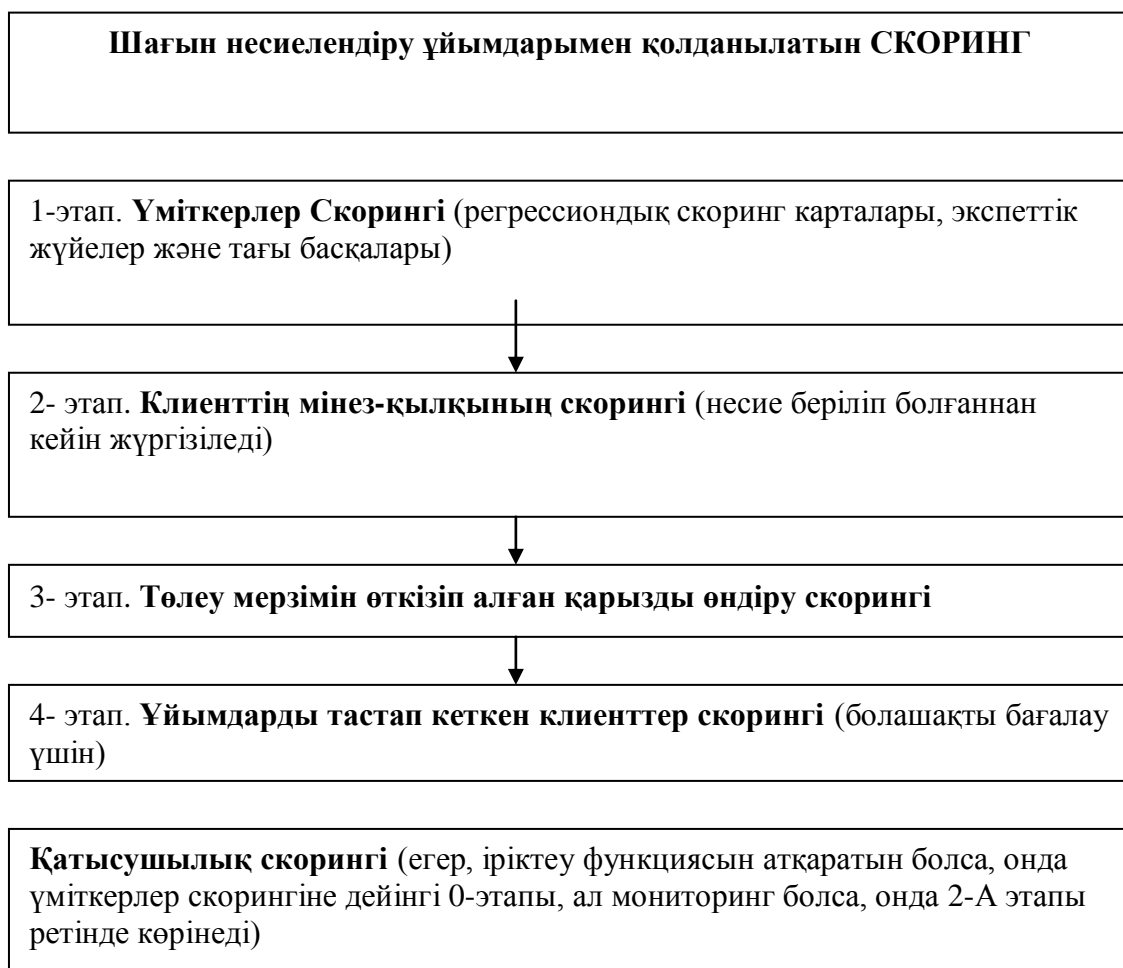 Шағын несиелендіру ұйымдарымен қолданылатын СКОРИНГ
1-этап. Үміткерлер Скорингі (регрессиондық скоринг карталары, экспеттік
жүйелер және тағы басқалары)
2- этап. Клиенттің мінез-қылқының скорингі (несие беріліп болғаннан
кейін жүргізіледі)
3- этап. Төлеу мерзімін өткізіп алған қарызды өндіру скорингі
4- этап. Ұйымдарды тастап кеткен клиенттер скорингі (болашақты бағалау
үшін)
Қатысушылық скорингі (егер, іріктеу функциясын атқаратын болса, онда
үміткерлер скорингіне дейінгі 0-этапы, ал мониторинг болса, онда 2-А этапы
ретінде көрінеді)